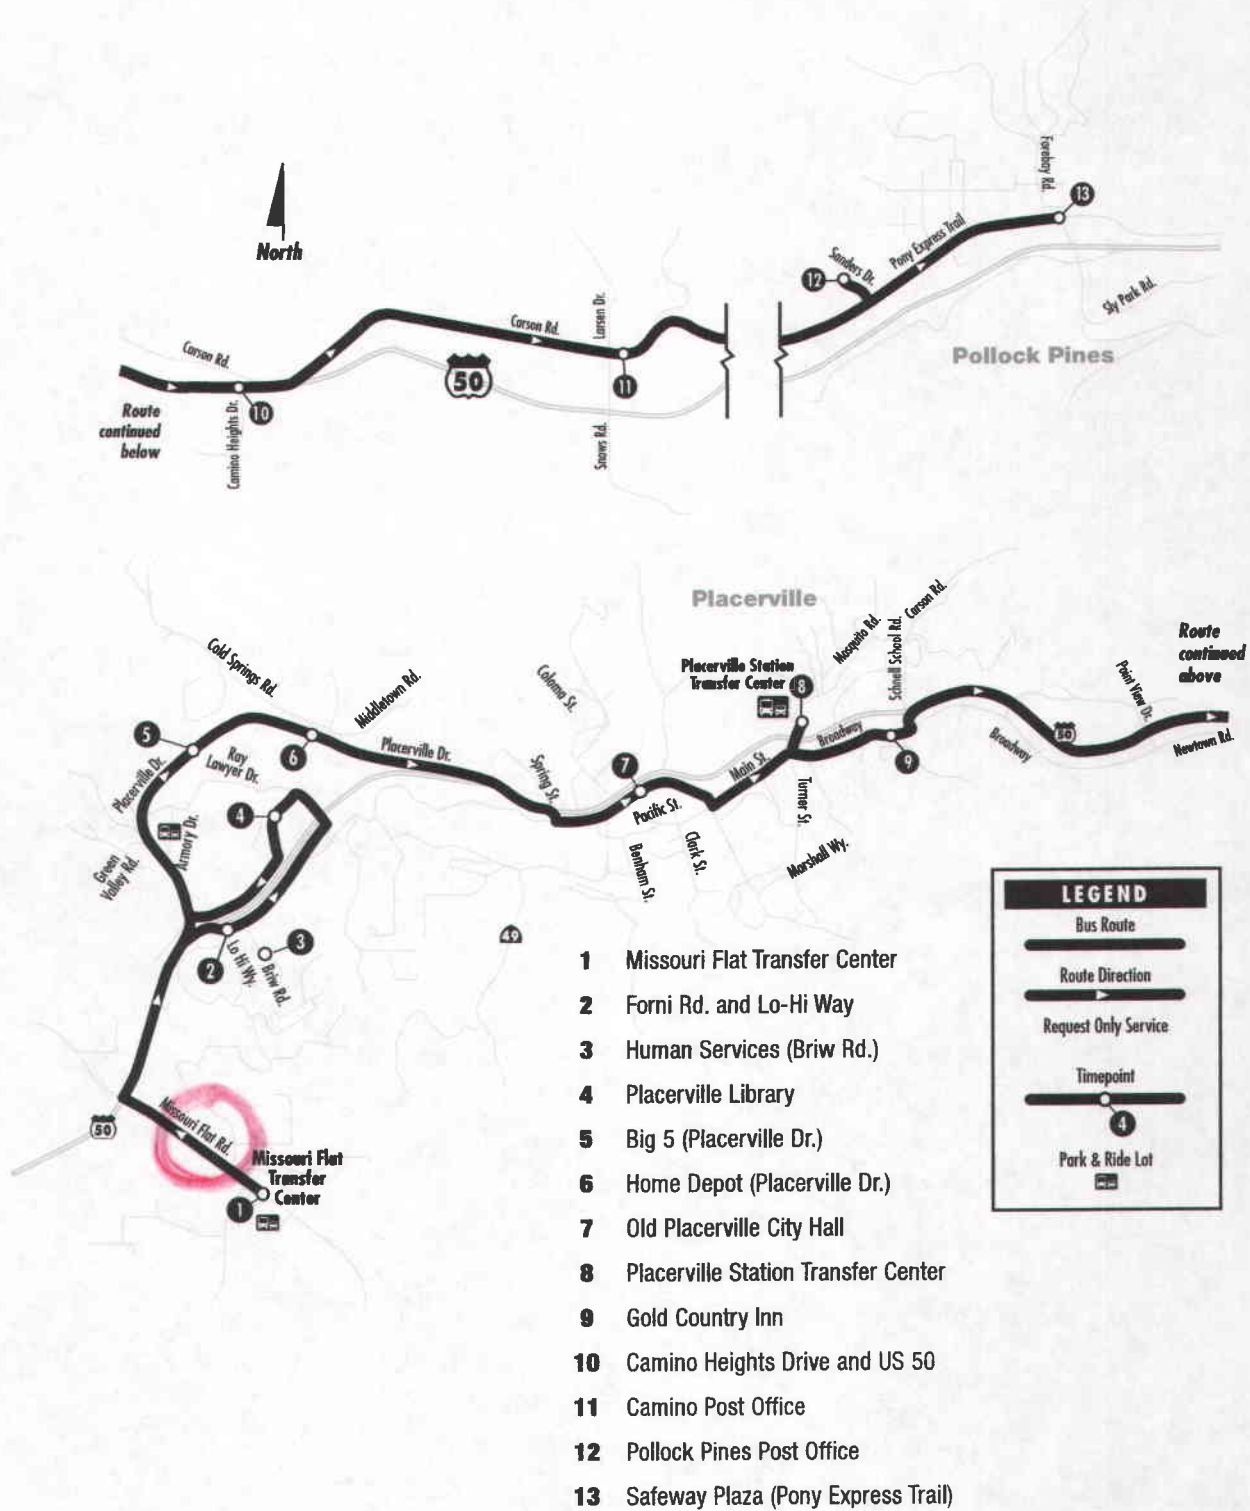 Forebay Rd.
13
North
Sanders Dr.
Pony Express Trail
12
Sly Park Rd.
Larsen Dr.
Carson Rd.
Carson Rd.
Pollock Pines
50
11
10
Route
continued
below
Camino Heights Dr.
Snows Rd.
Placerville
Mosquito Rd.
Schnell School Rd.
Carson Rd.
Route
continued
above
Cold Springs Rd.
Middletown Rd.
Coloma St.
Placerville Station
Transfer Center
8
Point View Dr.
5
6
Ray
Lawyer Dr.
Placerville Dr.
Placerville Dr.
Spring St.
7
Main St.
Broadway
9
Broadway
50
Newtown Rd.
4
Armory Dr.
Green
Valley Rd.
Pacific St.
Turner St.
Benham St.
Clark St.
Marshall Wy.
49
2
Lo Hi Wy.
3
Briw Rd.
50
Missouri Flat Rd.
Missouri Flat
Transfer
Center
1
LEGEND
Bus Route
Route Direction
Request Only Service
Timepoint
4
Park & Ride Lot
1 Missouri Flat Transfer Center
2 Forni Rd. and Lo-Hi Way
3 Human Services (Briw Rd.)
4 Placerville Library
5 Big 5 (Placerville Dr.)
6 Home Depot (Placerville Dr.)
7 Old Placerville City Hall
8 Placerville Station Transfer Center
9 Gold Country Inn
10 Camino Heights Drive and US 50
11 Camino Post Office
12 Pollock Pines Post Office
13 Safeway Plaza (Pony Express Trail)